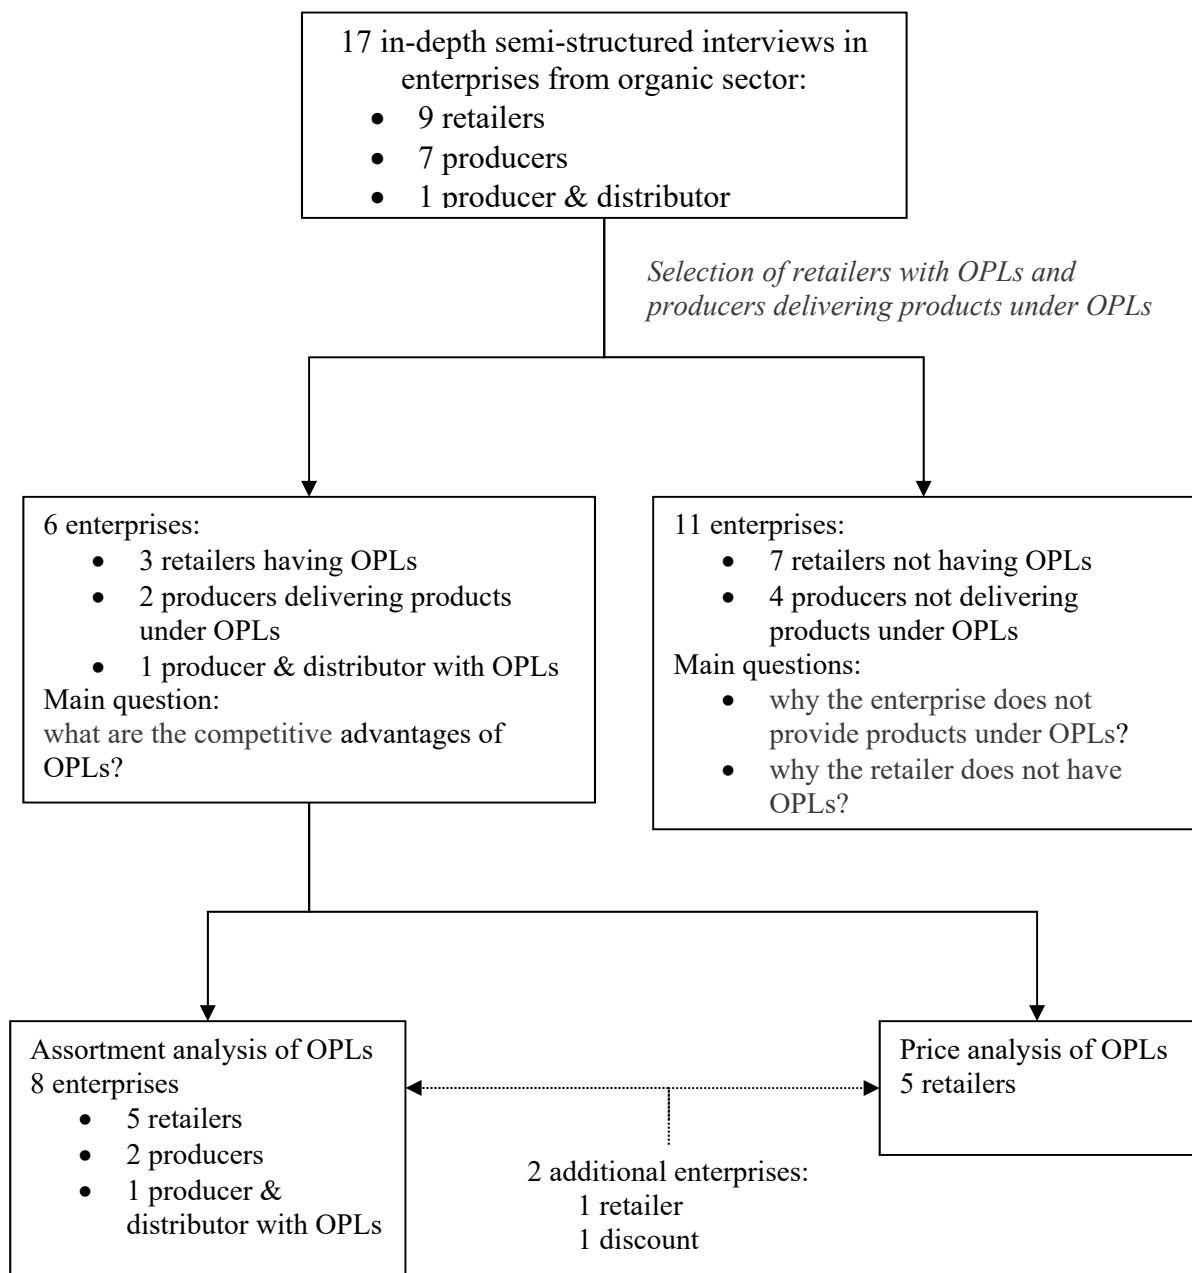 17 in-depth semi-structured interviews in
enterprises from organic sector:
• 9 retailers
• 7 producers
• 1 producer & distributor
Selection of retailers with OPLs and
producers delivering products under OPLs
6 enterprises:
• 3 retailers having OPLs
• 2 producers delivering products
under OPLs
• 1 producer & distributor with OPLs
Main question:
what are the competitive advantages of
OPLs?
11 enterprises:
• 7 retailers not having OPLs
• 4 producers not delivering
products under OPLs
Main questions:
• why the enterprise does not
provide products under OPLs?
• why the retailer does not have
OPLs?
Assortment analysis of OPLs
8 enterprises
• 5 retailers
• 2 producers
• 1 producer &
distributor with OPLs
Price analysis of OPLs
5 retailers
2 additional enterprises:
1 retailer
1 discount